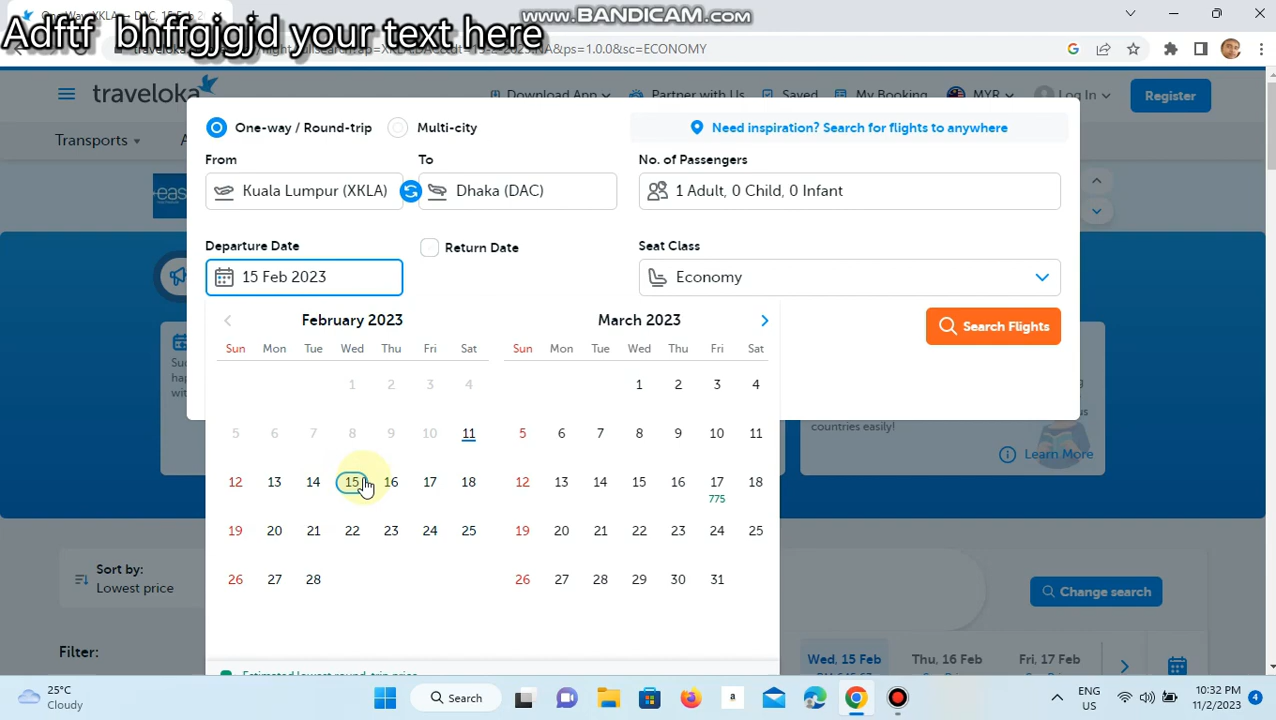 www.BANDICAM.com
Adftf bhffgjgjd your text here
traveloka
Download App
Partner with Us
Saved
My Booking
MYR
Log In
Register
Transports
One-way / Round-trip
Multi-city
Need inspiration? Search for flights to anywhere
From
To
No. of Passengers
Kuala Lumpur (XKLA)
Dhaka (DAC)
1 Adult, 0 Child, 0 Infant
Departure Date
Return Date
Seat Class
15 Feb 2023
Economy
Search Flights
February 2023
March 2023
Sun Mon Tue Wed Thu Fri Sat
Sun Mon Tue Wed Thu Fri Sat
1 2 3 4
1 2 3 4
5 6 7 8 9 10 11
5 6 7 8 9 10 11
12 13 14 15 16 17 18
12 13 14 15 16 17 18
775
19 20 21 22 23 24 25
19 20 21 22 23 24 25
26 27 28
26 27 28 29 30 31
countries easily!
Learn More
Sort by:
Lowest price
Change search
Filter:
Wed, 15 Feb
Thu, 16 Feb
Fri, 17 Feb
Estimated lowest round-trip price
25°C
Cloudy
Search
ENG
US
10:32 PM
11/2/2023
4